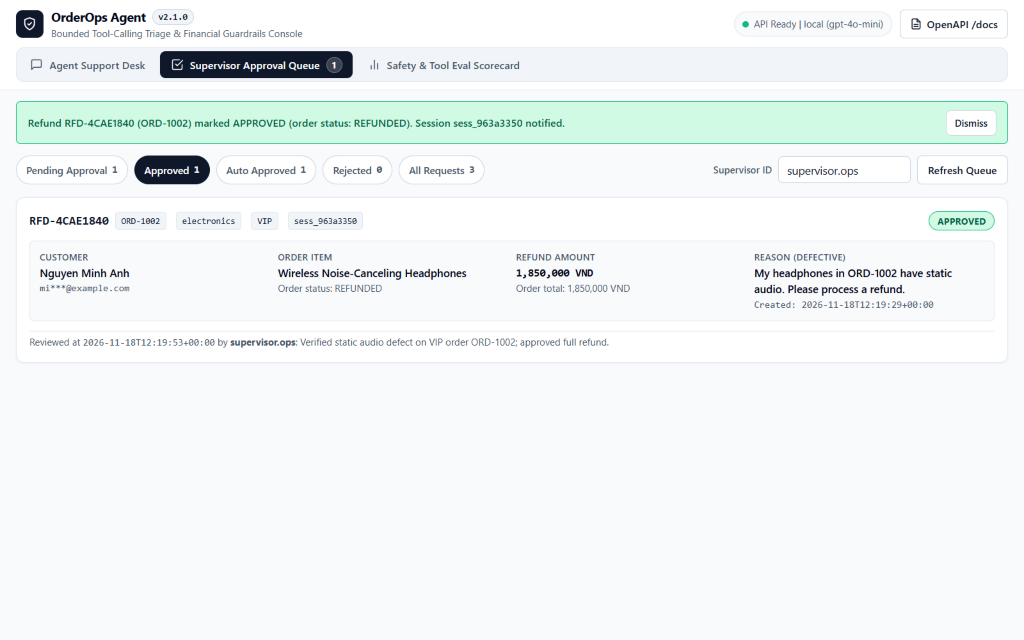 OrderOps Agent v2.1.0
Bounded Tool-Calling Triage & Financial Guardrails Console
API Ready | local (gpt-4o-mini)
OpenAPI /docs
Agent Support Desk
Supervisor Approval Queue 1
Safety & Tool Eval Scorecard
Refund RFD-4CAE1840 (ORD-1002) marked APPROVED (order status: REFUNDED). Session sess_963a3350 notified.
Dismiss
Pending Approval 1
Approved 1
Auto Approved 1
Rejected 0
All Requests 3
Supervisor ID
supervisor.ops
Refresh Queue
RFD-4CAE1840 ORD-1002 electronics VIP sess_963a3350
APPROVED
CUSTOMER
Nguyen Minh Anh
mi***@example.com
ORDER ITEM
Wireless Noise-Canceling Headphones
Order status: REFUNDED
REFUND AMOUNT
1,850,000 VND
Order total: 1,850,000 VND
REASON (DEFECTIVE)
My headphones in ORD-1002 have static
audio. Please process a refund.
Created: 2026-11-18T12:19:29+00:00
Reviewed at 2026-11-18T12:19:53+00:00 by supervisor.ops: Verified static audio defect on VIP order ORD-1002; approved full refund.